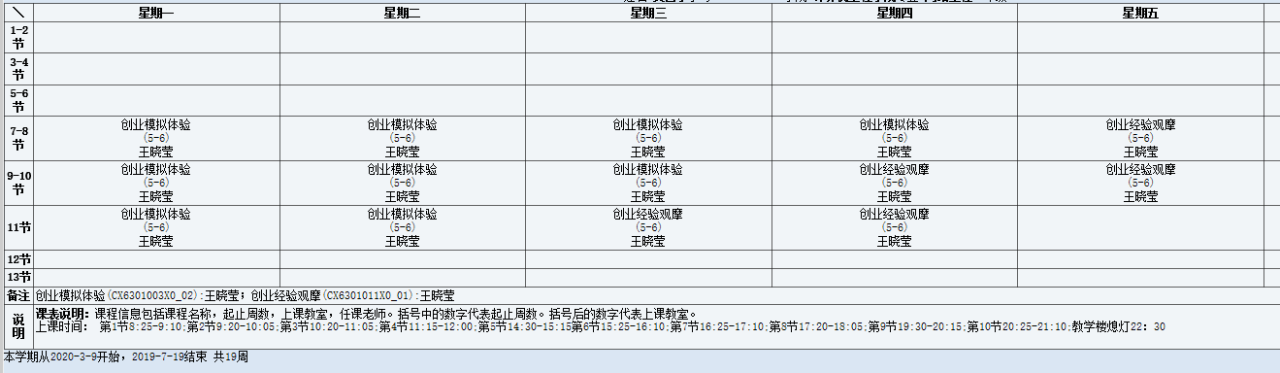 星期一 星期二 星期三 星期四 星期五
1-2节
3-4节
5-6节
7-8节 创业模拟体验 (5-6) 王晓莹 创业模拟体验 (5-6) 王晓莹 创业模拟体验 (5-6) 王晓莹 创业模拟体验 (5-6) 王晓莹 创业经验观摩 (5-6) 王晓莹
9-10节 创业模拟体验 (5-6) 王晓莹 创业模拟体验 (5-6) 王晓莹 创业模拟体验 (5-6) 王晓莹 创业经验观摩 (5-6) 王晓莹 创业经验观摩 (5-6) 王晓莹
11节 创业模拟体验 (5-6) 王晓莹 创业模拟体验 (5-6) 王晓莹 创业经验观摩 (5-6) 王晓莹 创业经验观摩 (5-6) 王晓莹
12节
13节
备注 创业模拟体验(CX6301003X0_02):王晓莹；创业经验观摩(CX6301011X0_01):王晓莹
说明 课表说明：课程信息包括课程名称，起止周数，上课教室，任课老师。括号中的数字代表起止周数。括号后的数字代表上课教室。
上课时间： 第1节8:25-9:10;第2节9:20-10:05;第3节10:20-11:05;第4节11:15-12:00;第5节14:30-15:15第6节15:25-16:10;第7节16:25-17:10;第8节17:20-18:05;第9节19:30-20:15;第10节20:25-21:10;教学楼熄灯22：30
本学期从2020-3-9开始，2019-7-19结束 共19周